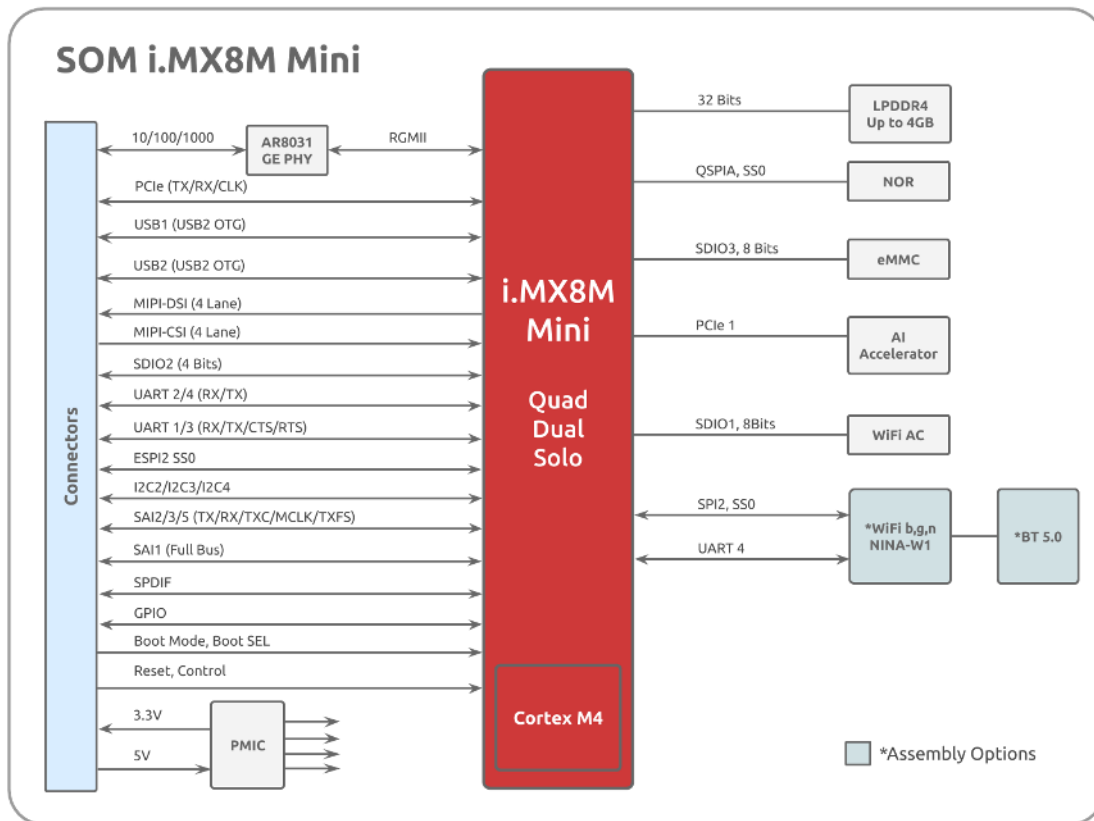 SOM i.MX8M Mini
Connectors
10/100/1000
AR8031
GE PHY
RGMII
PCIe (TX/RX/CLK)
USB1 (USB2 OTG)
USB2 (USB2 OTG)
MIPI-DSI (4 Lane)
MIPI-CSI (4 Lane)
SDIO2 (4 Bits)
UART 2/4 (RX/TX)
UART 1/3 (RX/TX/CTS/RTS)
ESPI2 SS0
I2C2/I2C3/I2C4
SAI2/3/5 (TX/RX/TXC/MCLK/TXFS)
SAI1 (Full Bus)
SPDIF
GPIO
Boot Mode, Boot SEL
Reset, Control
3.3V
5V
PMIC
i.MX8M
Mini
Quad
Dual
Solo
Cortex M4
32 Bits
LPDDR4
Up to 4GB
QSPIA, SS0
NOR
SDIO3, 8 Bits
eMMC
PCIe 1
AI
Accelerator
SDIO1, 8Bits
WiFi AC
SPI2, SS0
UART 4
*WiFi b,g,n
NINA-W1
*BT 5.0
*Assembly Options